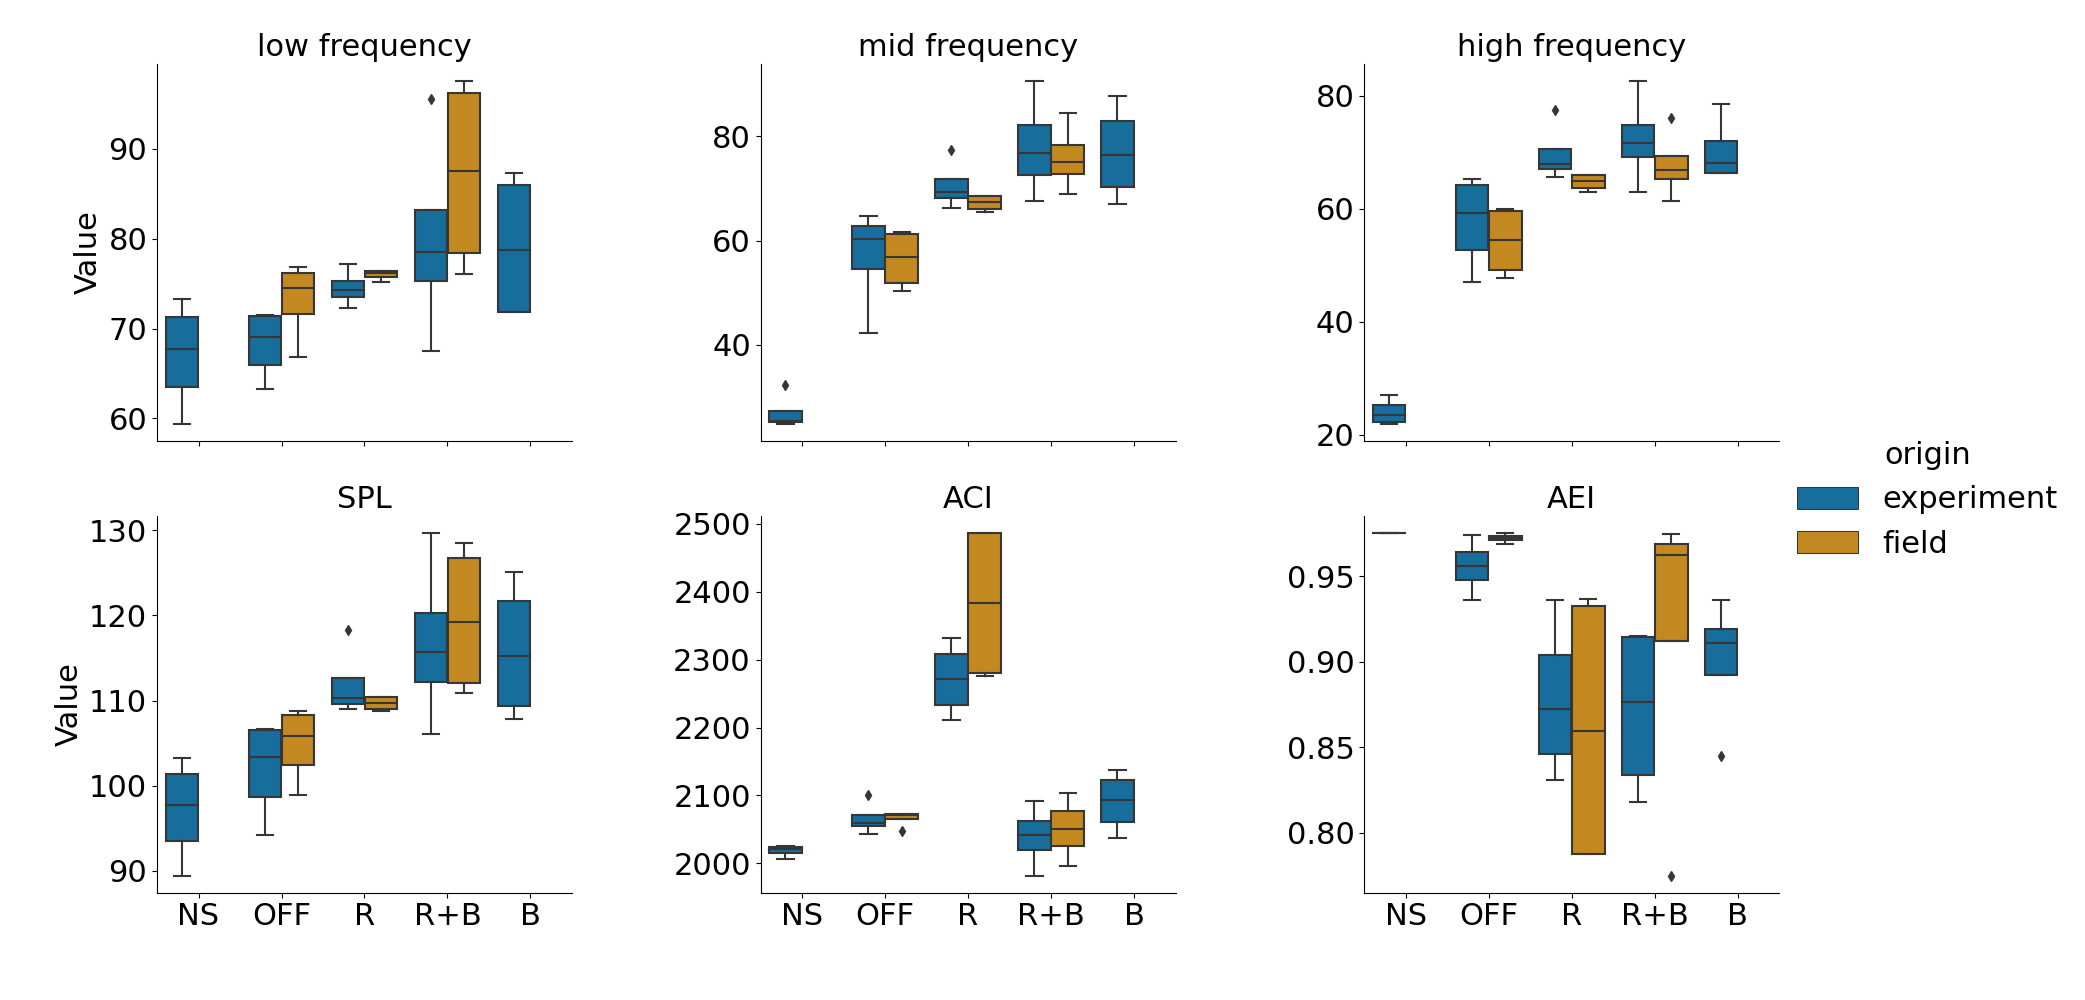 low frequency
mid frequency
high frequency
Value
90
80
70
60
80
60
40
80
60
40
20
origin
experiment
field
SPL
ACI
AEI
Value
130
120
110
100
90
2500
2400
2300
2200
2100
2000
0.95
0.90
0.85
0.80
NS OFF R R+B B
NS OFF R R+B B
NS OFF R R+B B